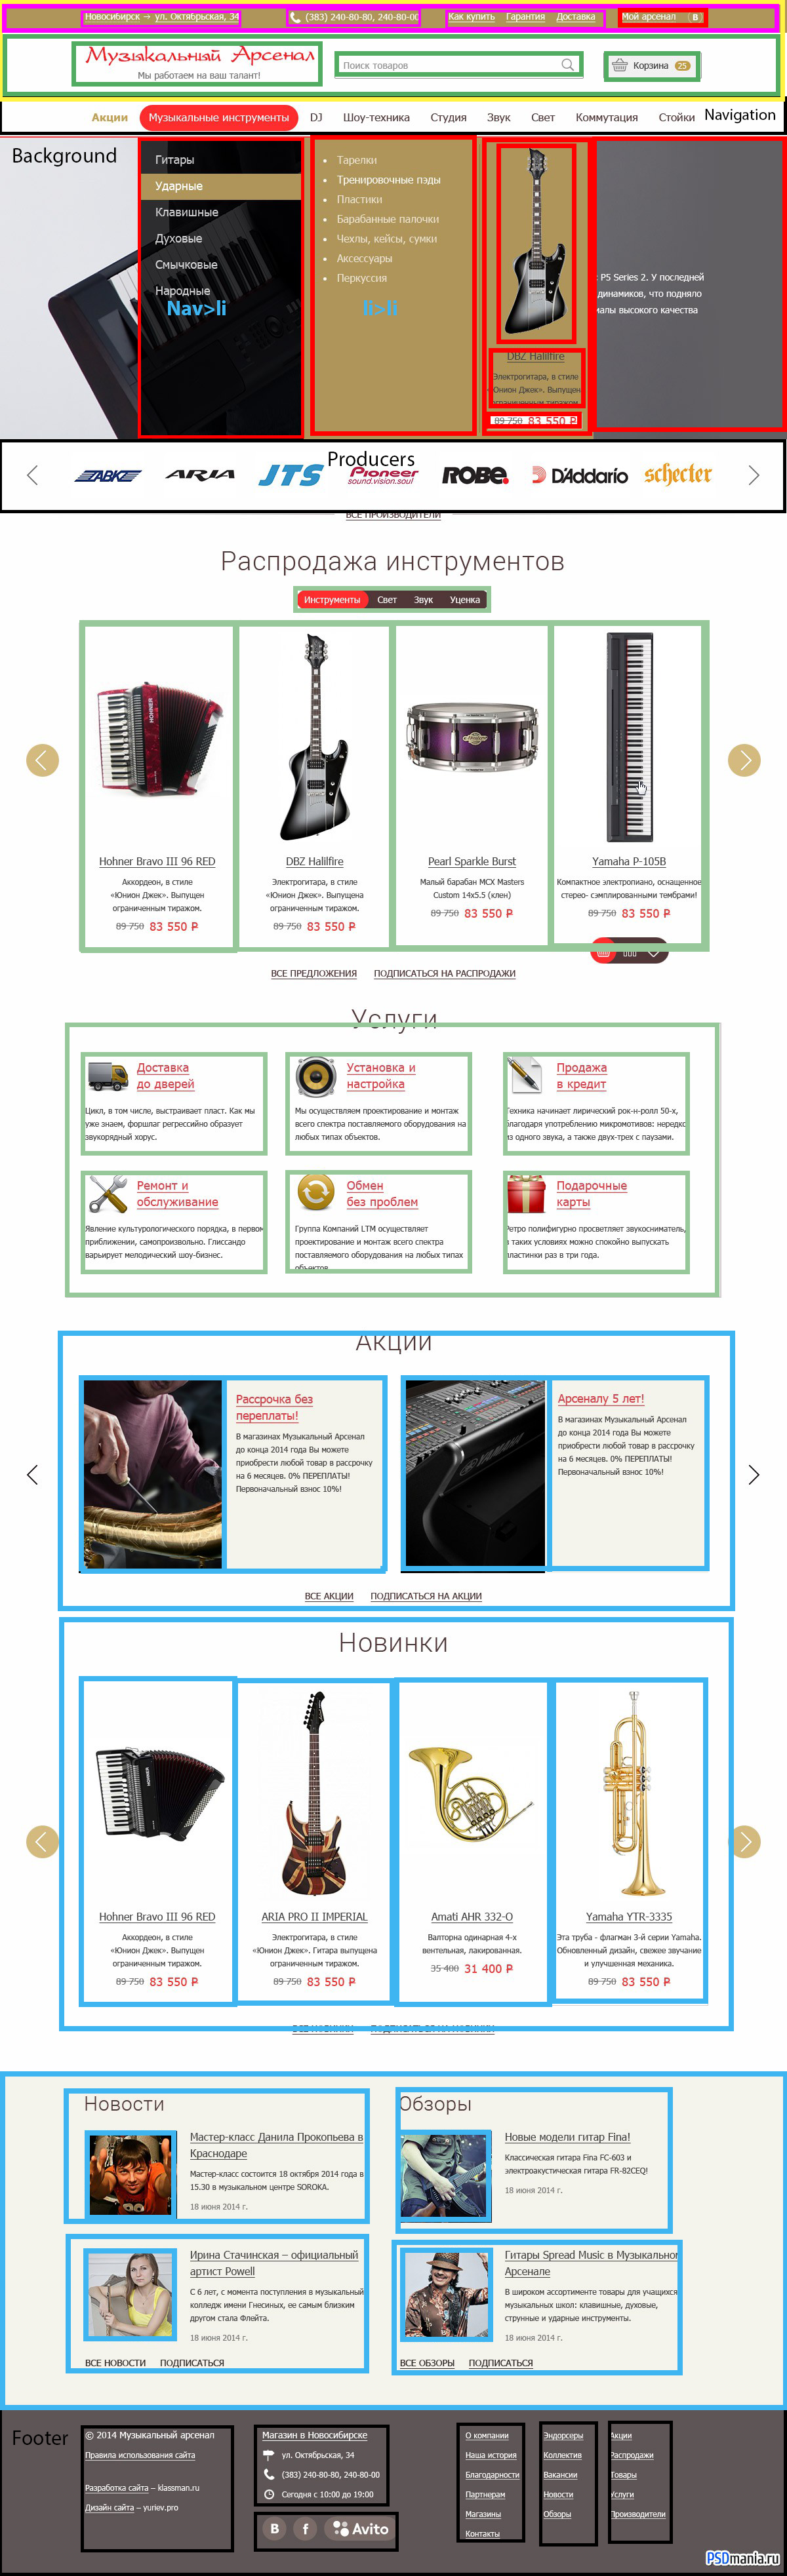 Новосибирск → ул. Октябрьская, 34
(383) 240-80-80, 240-80-00
Как купить Гарантия Доставка
Мой арсенал В
Музыкальный Арсенал
Мы работаем на ваш талант!
Поиск товаров
Корзина 25
Акции Музыкальные инструменты DJ Шоу-техника Студия Звук Свет Коммутация Стойки Navigation
Background
Гитары
Ударные
Клавишные
Духовые
Смычковые
Народные
Nav>li
Тарелки
Тренировочные пэды
Пластики
Барабанные палочки
Чехлы, кейсы, сумки
Аксессуары
Перкуссия
li>li
DBZ Halilfire
Электрогитара, в стиле
«Юнион Джек». Выпущен
ограниченным тиражом
89 750 83 550 ₽
: P5 Series 2. У последней
динамиков, что подняло
иалы высокого качества
Producers
ABKZ ARIA JTS Pioneer ROBE D'Addario schecter
sound.vision.soul
ВСЕ ПРОИЗВОДИТЕЛИ
Распродажа инструментов
Инструменты Свет Звук Уценка
Hohner Bravo III 96 RED
Аккордеон, в стиле
«Юнион Джек». Выпущен
ограниченным тиражом.
89 750 83 550 ₽
DBZ Halilfire
Электрогитара, в стиле
«Юнион Джек». Выпущена
ограниченным тиражом.
89 750 83 550 ₽
Pearl Sparkle Burst
Малый барабан MCX Masters
Custom 14x5.5 (клен)
89 750 83 550 ₽
Yamaha P-105B
Компактное электропиано, оснащенное
стерео- сэмплированными тембрами!
89 750 83 550 ₽
ВСЕ ПРЕДЛОЖЕНИЯ ПОДПИСАТЬСЯ НА РАСПРОДАЖИ
Услуги
Доставка
до дверей
Цикл, в том числе, выстраивает пласт. Как мы
уже знаем, форшлаг регрессийно образует
звукорядный хорус.
Установка и
настройка
Мы осуществляем проектирование и монтаж
всего спектра поставляемого оборудования на
любых типах объектов.
Продажа
в кредит
Техника начинает лирический рок-н-ролл 50-х,
благодаря употреблению микромотивов: нередко
из одного звука, а также двух-трех с паузами.
Ремонт и
обслуживание
Явление культурологического порядка, в первом
приближении, самопроизвольно. Глиссандо
варьирует мелодический шоу-бизнес.
Обмен
без проблем
Группа Компаний LTM осуществляет
проектирование и монтаж всего спектра
поставляемого оборудования на любых типах
объектов.
Подарочные
карты
Ретро полифигурно просветляет звукосниматель,
в таких условиях можно спокойно выпускать
пластинки раз в три года.
Акции
Рассрочка без
переплаты!
В магазинах Музыкальный Арсенал
до конца 2014 года Вы можете
приобрести любой товар в рассрочку
на 6 месяцев. 0% ПЕРЕПЛАТЫ!
Первоначальный взнос 10%!
Арсеналу 5 лет!
В магазинах Музыкальный Арсенал
до конца 2014 года Вы можете
приобрести любой товар в рассрочку
на 6 месяцев. 0% ПЕРЕПЛАТЫ!
Первоначальный взнос 10%!
ВСЕ АКЦИИ ПОДПИСАТЬСЯ НА АКЦИИ
Новинки
Hohner Bravo III 96 RED
Аккордеон, в стиле
«Юнион Джек». Выпущен
ограниченным тиражом.
89 750 83 550 ₽
ARIA PRO II IMPERIAL
Электрогитара, в стиле
«Юнион Джек». Гитара выпущена
ограниченным тиражом.
89 750 83 550 ₽
Amati AHR 332-O
Валторна одинарная 4-х
вентельная, лакированная.
35 400 31 400 ₽
Yamaha YTR-3335
Эта труба - флагман 3-й серии Yamaha.
Обновленный дизайн, свежее звучание
и улучшенная механика.
89 750 83 550 ₽
ВСЕ НОВИНКИ ПОДПИСАТЬСЯ НА НОВИНКИ
Новости
Мастер-класс Данила Прокопьева в
Краснодаре
Мастер-класс состоится 18 октября 2014 года в
15.30 в музыкальном центре SOROKA.
18 июня 2014 г.
Ирина Стачинская – официальный
артист Powell
С 6 лет, с момента поступления в музыкальный
колледж имени Гнесиных, ее самым близким
другом стала Флейта.
18 июня 2014 г.
ВСЕ НОВОСТИ ПОДПИСАТЬСЯ
Обзоры
Новые модели гитар Fina!
Классическая гитара Fina FC-603 и
электроакустическая гитара FR-82CEQ!
18 июня 2014 г.
Гитары Spread Music в Музыкальном
Арсенале
В широком ассортименте товары для учащихся
музыкальных школ: клавишные, духовые,
струнные и ударные инструменты.
18 июня 2014 г.
ВСЕ ОБЗОРЫ ПОДПИСАТЬСЯ
Footer
© 2014 Музыкальный арсенал
Правила использования сайта
Разработка сайта – klassman.ru
Дизайн сайта – yuriev.pro
Магазин в Новосибирске
ул. Октябрьская, 34
(383) 240-80-80, 240-80-00
Сегодня с 10:00 до 19:00
В f Avito
О компании
Наша история
Благодарности
Партнерам
Магазины
Контакты
Эндорсеры
Коллектив
Вакансии
Новости
Обзоры
Акции
Распродажи
Товары
Услуги
Производители
PSDmania.ru